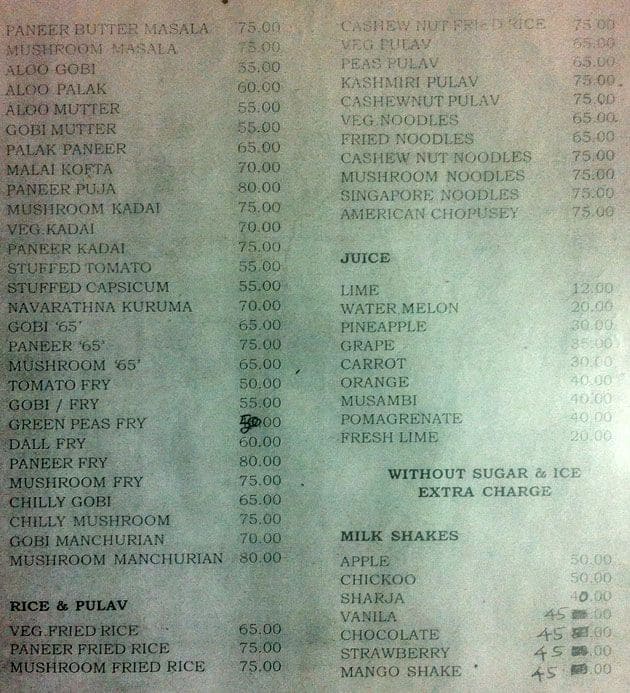 PANEER BUTTER MASALA 75.00
MUSHROOM MASALA 75.00
ALOO GOBI 55.00
ALOO PALAK 60.00
ALOO MUTTER 55.00
GOBI MUTTER 55.00
PALAK PANEER 65.00
MALAI KOFTA 70.00
PANEER PUJA 80.00
MUSHROOM KADAI 75.00
VEG.KADAI 70.00
PANEER KADAI 75.00
STUFFED TOMATO 55.00
STUFFED CAPSICUM 55.00
NAVARATHNA KURUMA 70.00
GOBI '65' 65.00
PANEER '65' 75.00
MUSHROOM '65' 65.00
TOMATO FRY 50.00
GOBI / FRY 55.00
GREEN PEAS FRY .00
DALL FRY 60.00
PANEER FRY 80.00
MUSHROOM FRY 75.00
CHILLY GOBI 65.00
CHILLY MUSHROOM 75.00
GOBI MANCHURIAN 70.00
MUSHROOM MANCHURIAN 80.00
RICE & PULAV
VEG.FRIED RICE 65.00
PANEER FRIED RICE 75.00
MUSHROOM FRIED RICE 75.00
CASHEW NUT FRIED RICE 75.00
VEG PULAV 65.00
PEAS PULAV 65.00
KASHMIRI PULAV 75.00
CASHEWNUT PULAV 75.00
VEG.NOODLES 65.00
FRIED NOODLES 65.00
CASHEW NUT NOODLES 75.00
MUSHROOM NOODLES 75.00
SINGAPORE NOODLES 75.00
AMERICAN CHOPUSEY 75.00
JUICE
LIME 12.00
WATER MELON 20.00
PINEAPPLE 30.00
GRAPE 35.00
CARROT 30.00
ORANGE 40.00
MUSAMBI 40.00
POMAGRENATE 40.00
FRESH LIME 20.00
WITHOUT SUGAR & ICE
EXTRA CHARGE
MILK SHAKES
APPLE 50.00
CHICKOO 50.00
SHARJA 40.00
VANILA 45 .00
CHOCOLATE 45 .00
STRAWBERRY 45 .00
MANGO SHAKE 45 .00